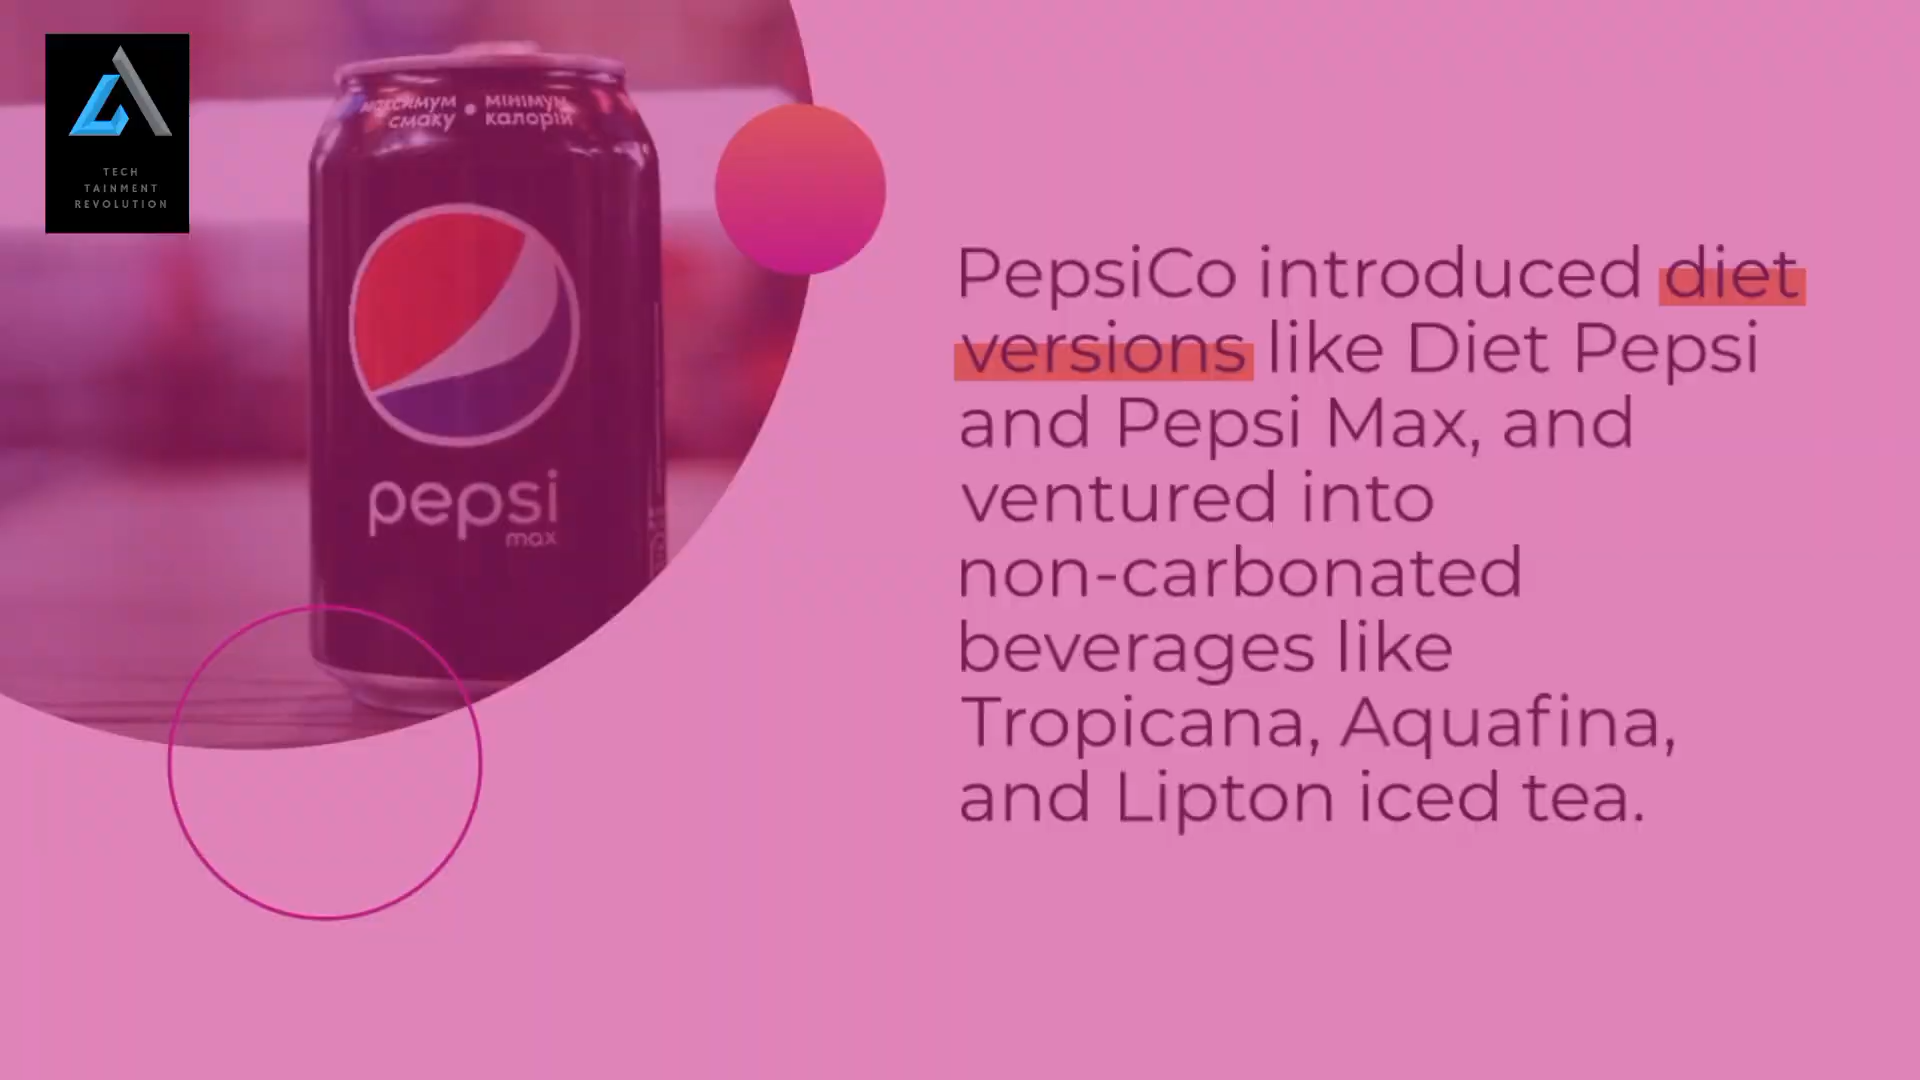 TECH
TAINMENT
REVOLUTION
максимум
смаку
•
мінімум
калорій
pepsi
max
PepsiCo introduced diet
versions like Diet Pepsi
and Pepsi Max, and
ventured into
non-carbonated
beverages like
Tropicana, Aquafina,
and Lipton iced tea.